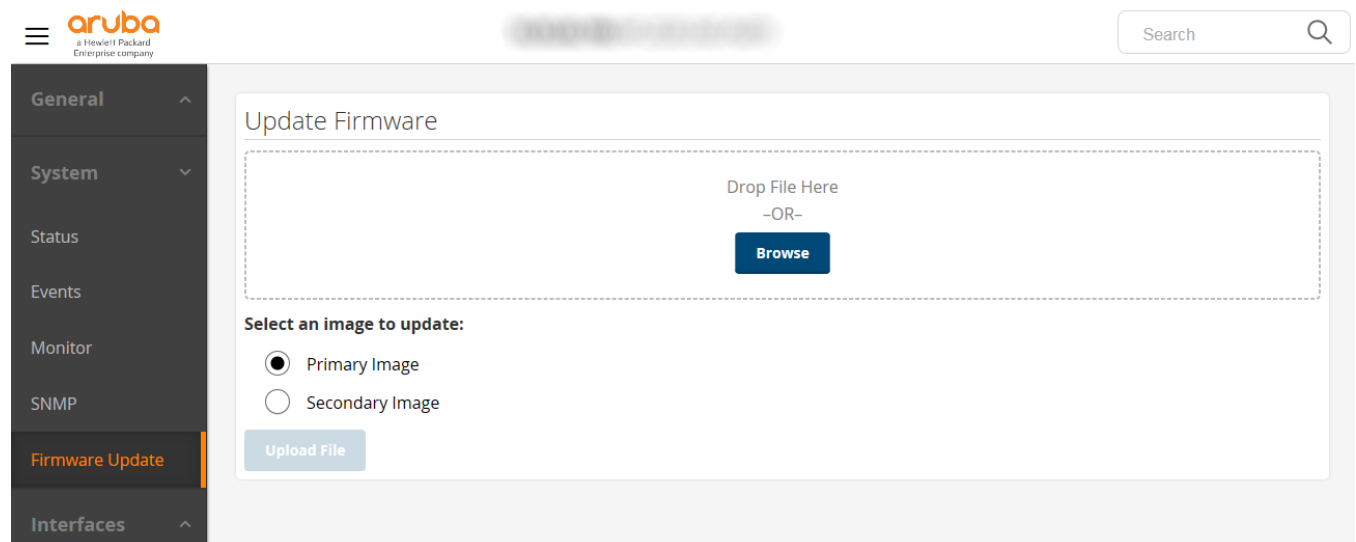 aruba
a Hewlett Packard
Enterprise company
Search
General
System
Status
Events
Monitor
SNMP
Firmware Update
Interfaces
Update Firmware
Drop File Here
–OR–
Browse
Select an image to update:
Primary Image
Secondary Image
Upload File